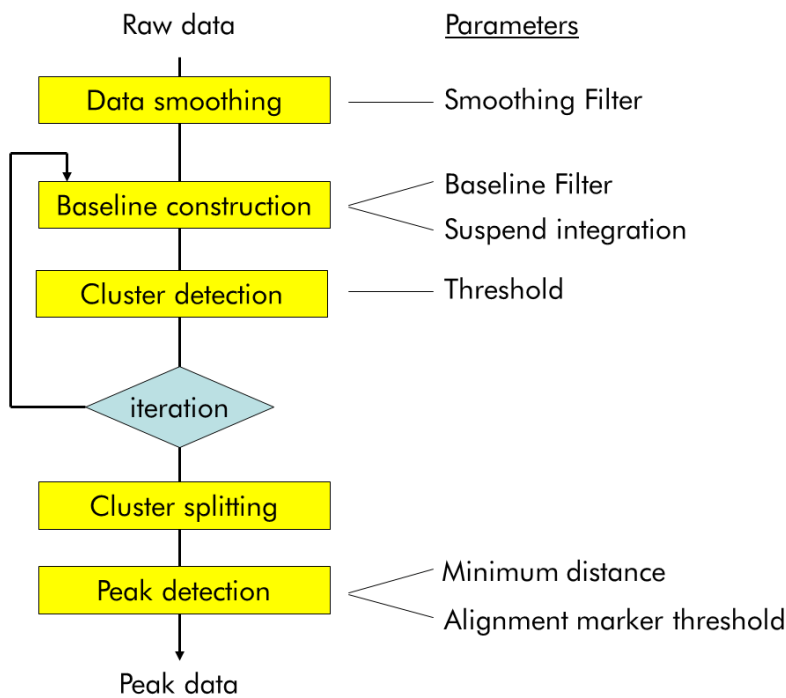 Raw data
Parameters
Data smoothing
Smoothing Filter
Baseline construction
Baseline Filter
Suspend integration
Cluster detection
Threshold
iteration
Cluster splitting
Peak detection
Minimum distance
Alignment marker threshold
Peak data